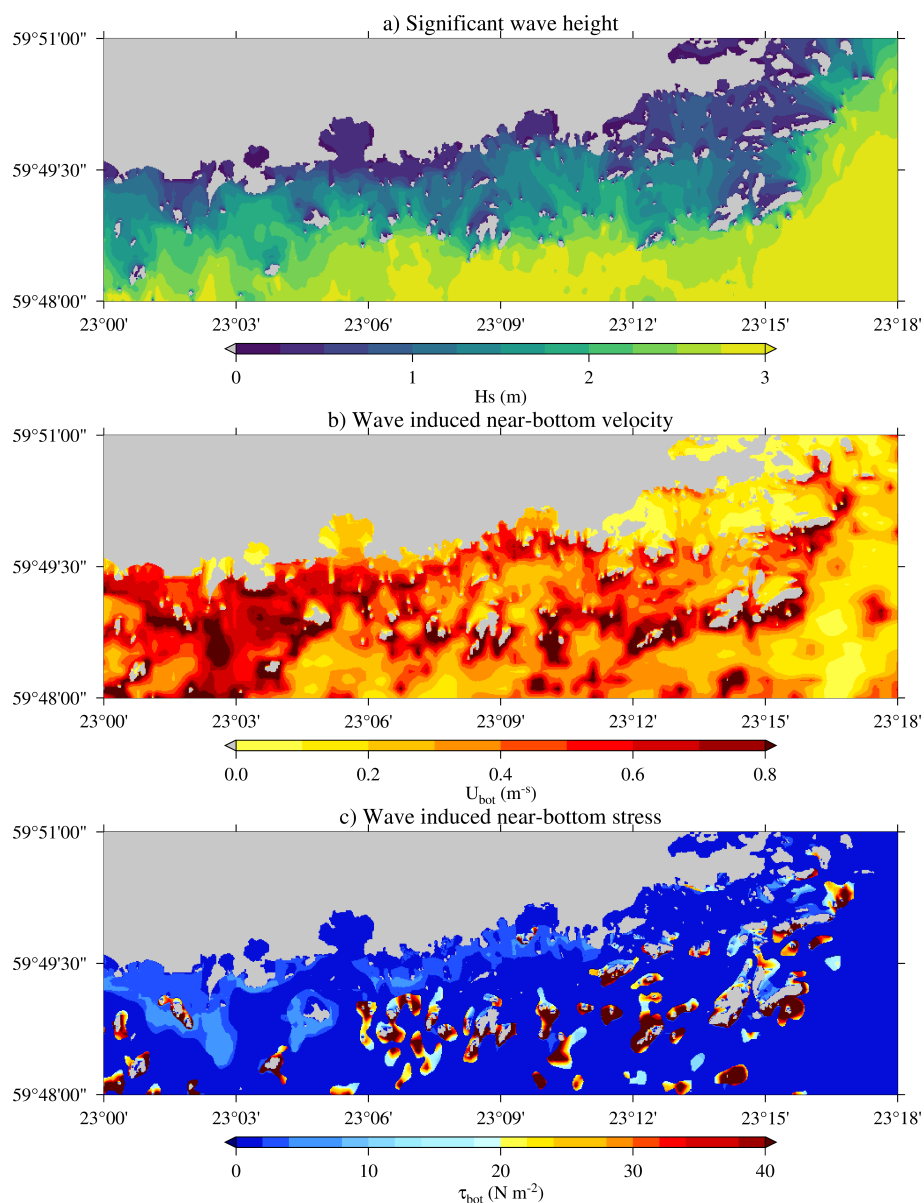 a) Significant wave height
59°51'00"
59°49'30"
59°48'00"
23°00' 23°03' 23°06' 23°09' 23°12' 23°15' 23°18'
0 1 2 3
Hs (m)
b) Wave induced near-bottom velocity
59°51'00"
59°49'30"
59°48'00"
23°00' 23°03' 23°06' 23°09' 23°12' 23°15' 23°18'
0.0 0.2 0.4 0.6 0.8
U_bot (m⁻ˢ)
c) Wave induced near-bottom stress
59°51'00"
59°49'30"
59°48'00"
23°00' 23°03' 23°06' 23°09' 23°12' 23°15' 23°18'
0 10 20 30 40
τ_bot (N m⁻²)